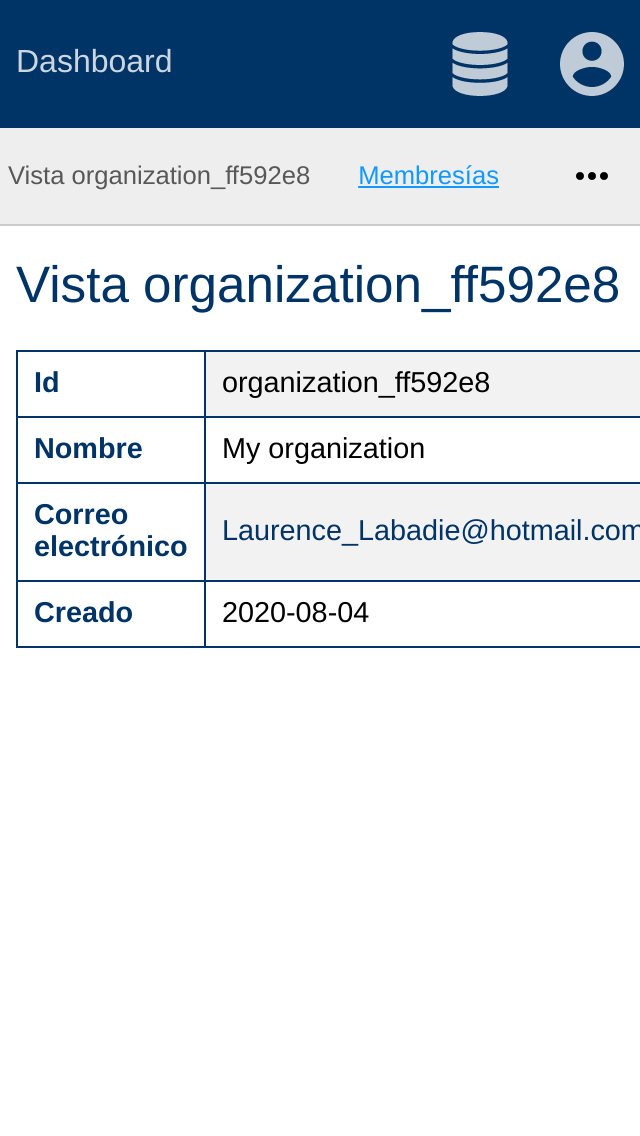 Dashboard
Vista organization_ff592e8 Membresías
Vista organization_ff592e8
Id organization_ff592e8
Nombre My organization
Correo
electrónico Laurence_Labadie@hotmail.com
Creado 2020-08-04